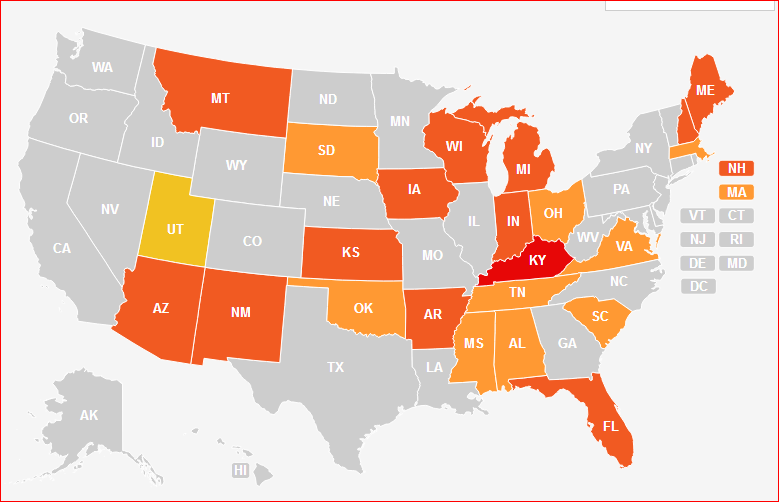 WA
MT
ND
MN
ME
OR
ID
SD
WI
MI
NY
WY
NH
IA
PA
MA
NV
UT
NE
IL
IN
OH
VT CT
CO
KS
MO
WV
VA
NJ RI
CA
KY
DE MD
AZ
NM
OK
AR
TN
NC
DC
SC
TX
LA
MS
AL
GA
AK
FL
HI